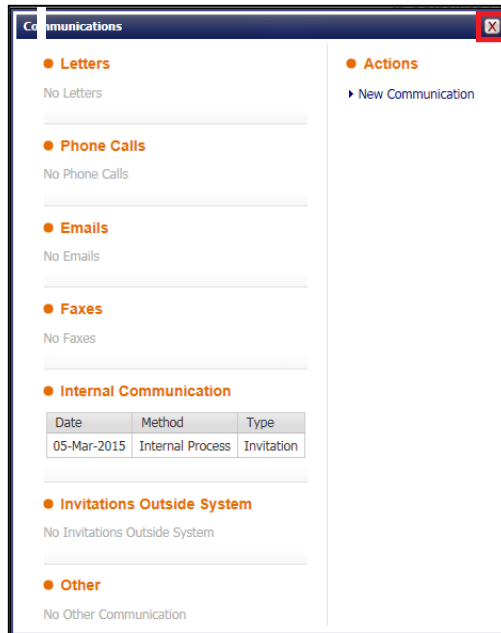 Communications
X
Letters
No Letters
Phone Calls
No Phone Calls
Emails
No Emails
Faxes
No Faxes
Internal Communication
Date Method Type
05-Mar-2015 Internal Process Invitation
Invitations Outside System
No Invitations Outside System
Other
No Other Communication
Actions
New Communication